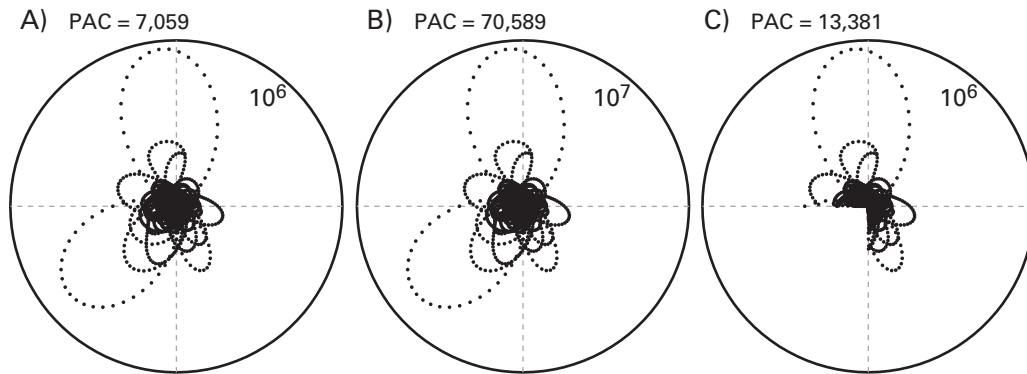 A) PAC = 7,059
B) PAC = 70,589
C) PAC = 13,381
10⁶
10⁷
10⁶